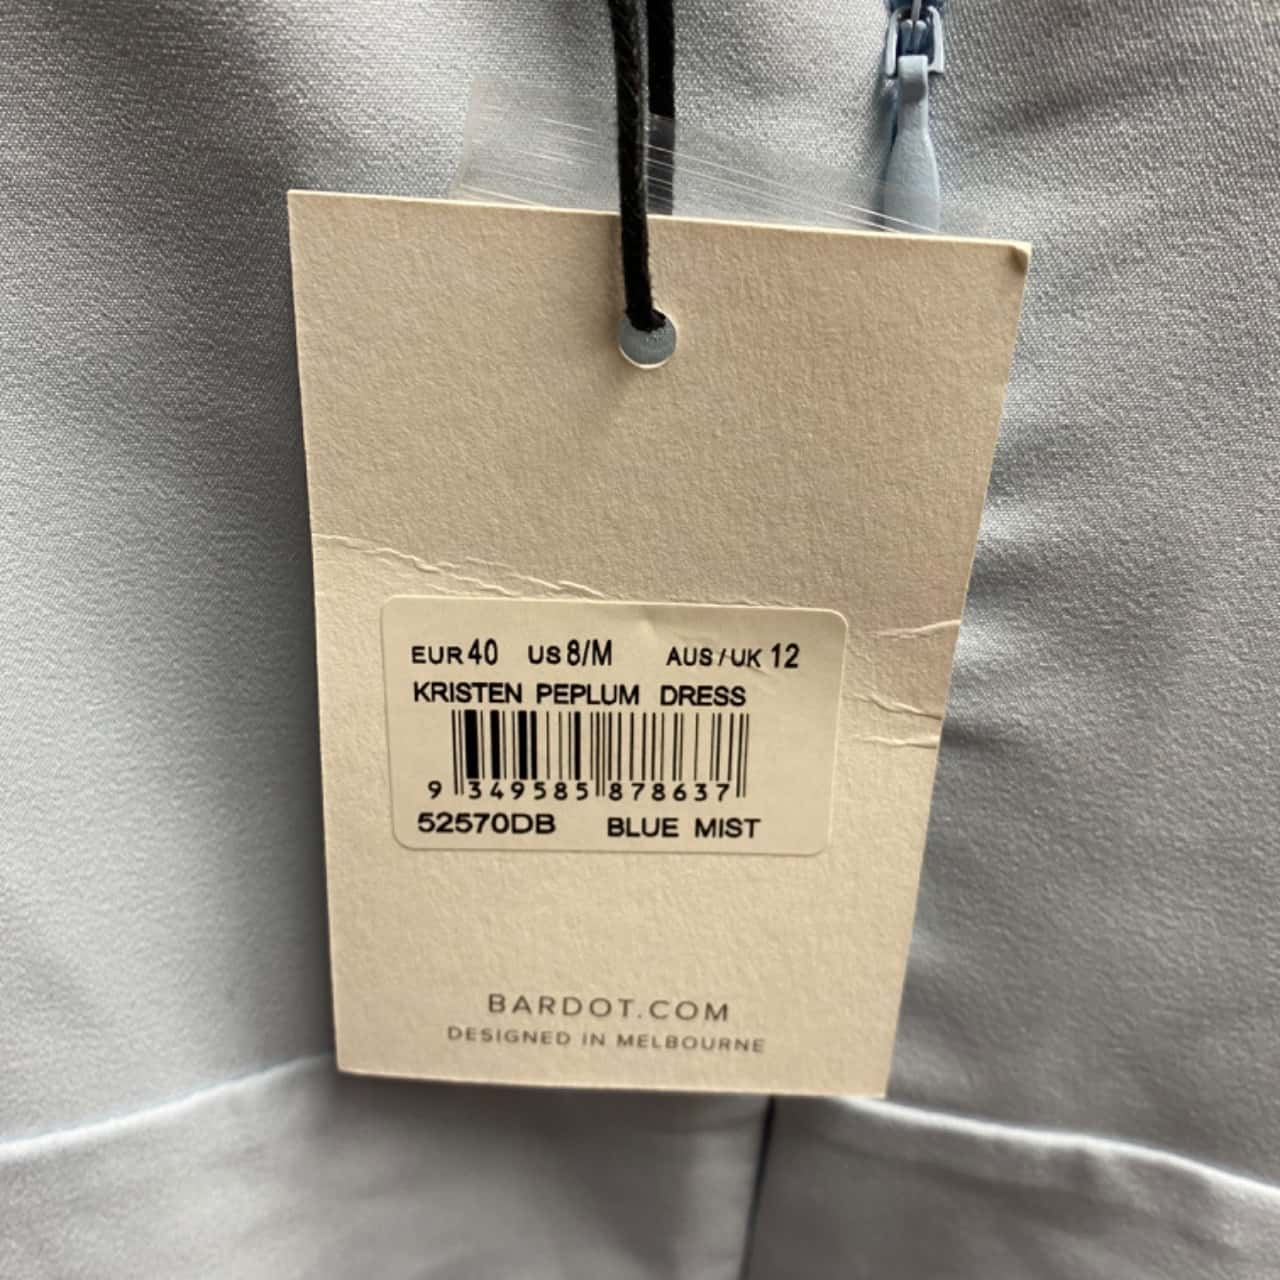 EUR 40 US 8/M AUS/UK 12
KRISTEN PEPLUM DRESS
9 349585 878637
52570DB BLUE MIST
BARDOT.COM
DESIGNED IN MELBOURNE